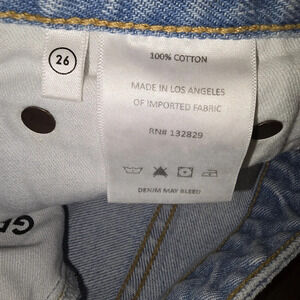 26
100% COTTON
MADE IN LOS ANGELES
OF IMPORTED FABRIC
RN# 132829
DENIM MAY BLEED